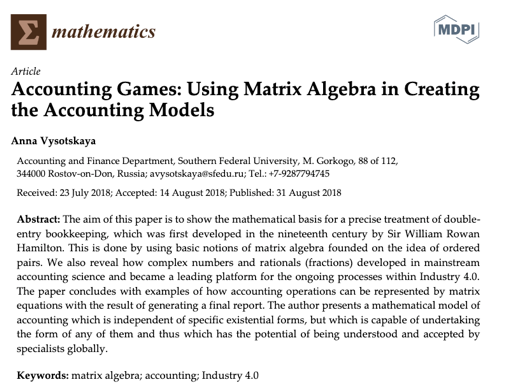 Σ mathematics
MDPI
Article
Accounting Games: Using Matrix Algebra in Creating
the Accounting Models
Anna Vysotskaya
Accounting and Finance Department, Southern Federal University, M. Gorkogo, 88 of 112,
344000 Rostov-on-Don, Russia; avysotskaya@sfedu.ru; Tel.: +7-9287794745
Received: 23 July 2018; Accepted: 14 August 2018; Published: 31 August 2018
Abstract: The aim of this paper is to show the mathematical basis for a precise treatment of double-
entry bookkeeping, which was first developed in the nineteenth century by Sir William Rowan
Hamilton. This is done by using basic notions of matrix algebra founded on the idea of ordered
pairs. We also reveal how complex numbers and rationals (fractions) developed in mainstream
accounting science and became a leading platform for the ongoing processes within Industry 4.0.
The paper concludes with examples of how accounting operations can be represented by matrix
equations with the result of generating a final report. The author presents a mathematical model of
accounting which is independent of specific existential forms, but which is capable of undertaking
the form of any of them and thus which has the potential of being understood and accepted by
specialists globally.
Keywords: matrix algebra; accounting; Industry 4.0